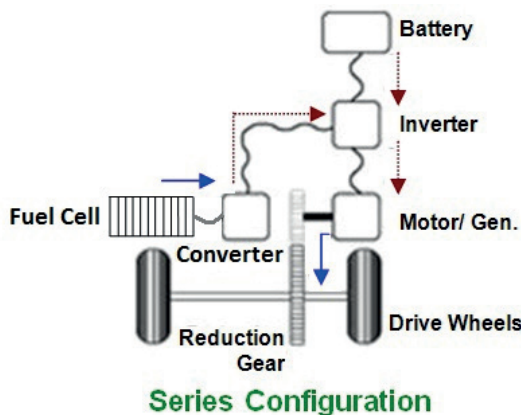 Battery
Inverter
Fuel Cell
Motor/ Gen.
Converter
Drive Wheels
Reduction
Gear
Series Configuration